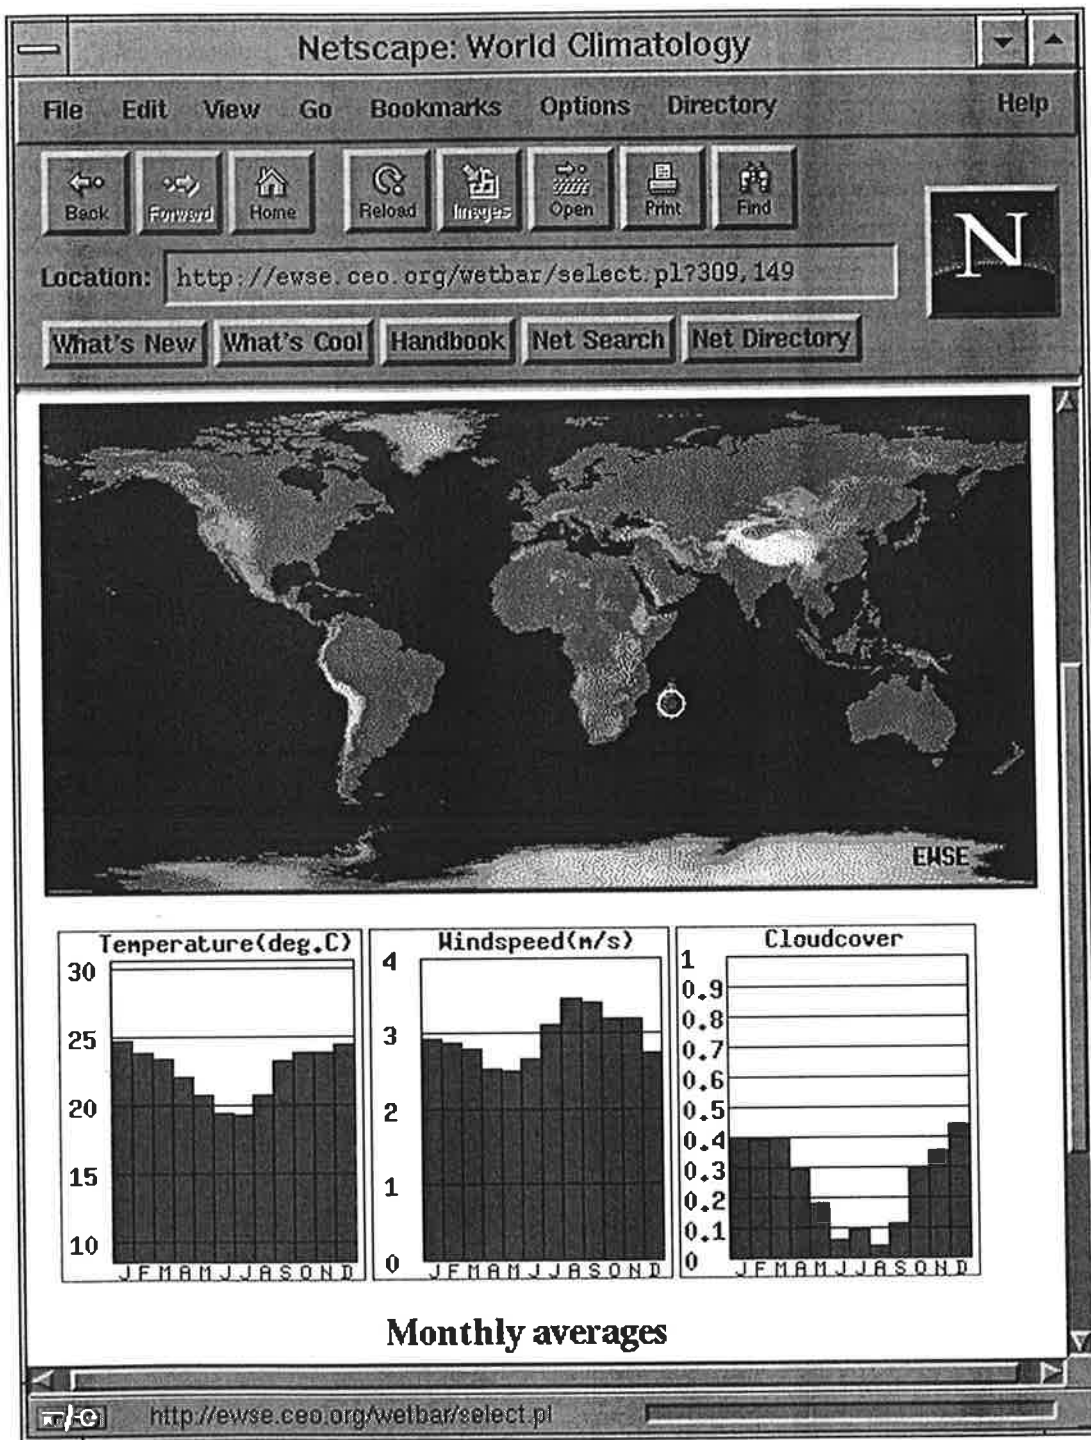 Netscape: World Climatology
File Edit View Go Bookmarks Options Directory Help
Back Forward Home Reload Images Open Print Find
N
Location: http://ewse.ceo.org/wetbar/select.pl?309,149
What's New What's Cool Handbook Net Search Net Directory
EWSE
Temperature(deg.C)
30
25
20
15
10
J F M A M J J A S O N D
Windspeed(m/s)
4
3
2
1
0
J F M A M J J A S O N D
Cloudcover
1
0.9
0.8
0.7
0.6
0.5
0.4
0.3
0.2
0.1
0
J F M A M J J A S O N D
Monthly averages
http://ewse.ceo.org/wetbar/select.pl